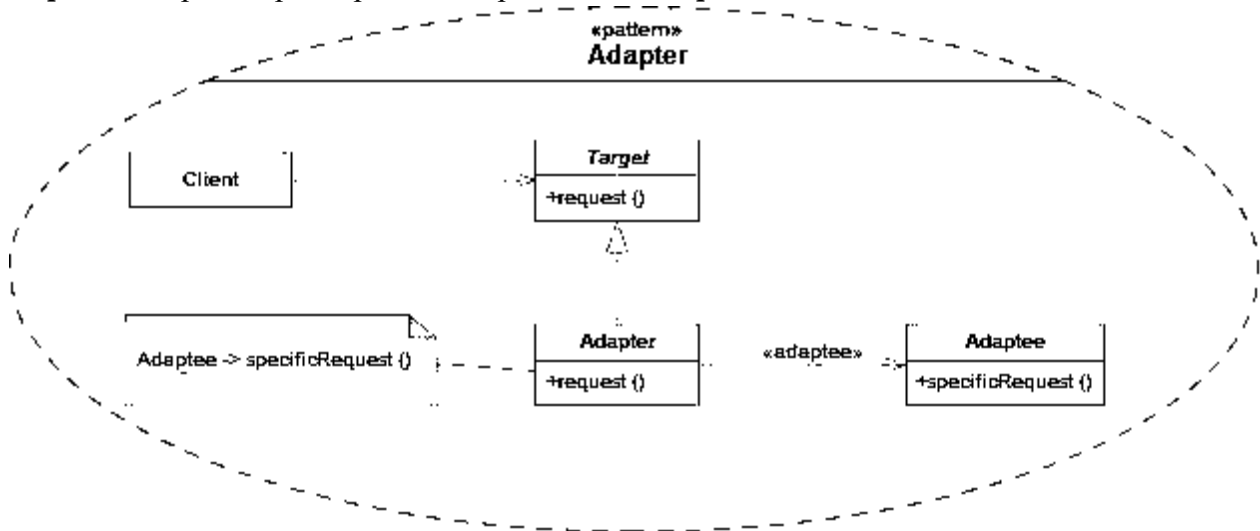 «pattern»
Adapter
Client
Target
+request ()
Adaptee -> specificRequest ()
Adapter
+request ()
«adaptee»
Adaptee
+specificRequest ()